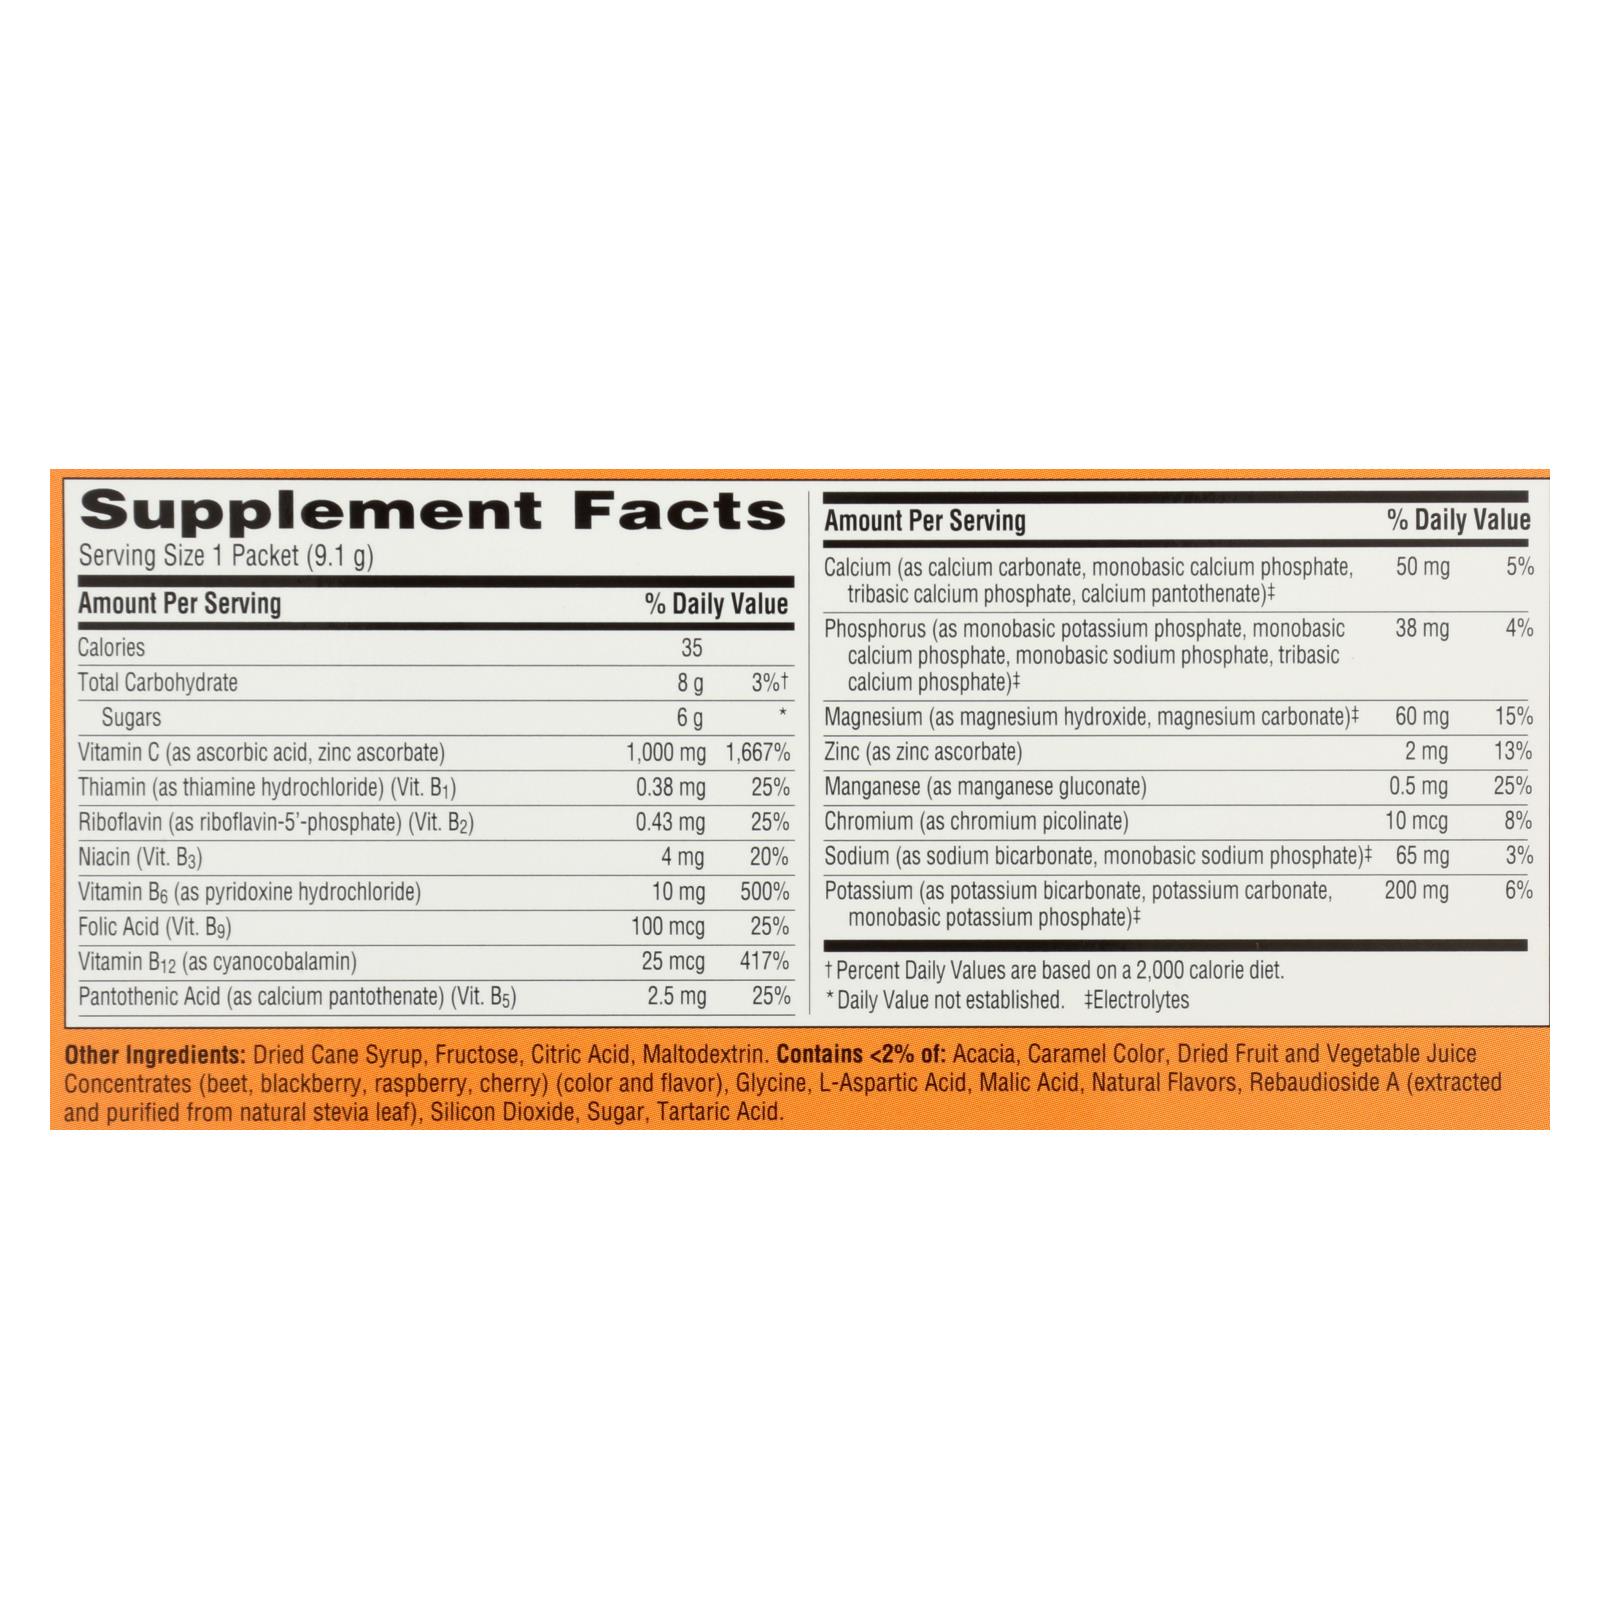 Supplement Facts
Serving Size 1 Packet (9.1 g)
Amount Per Serving % Daily Value
Calories 35
Total Carbohydrate 8 g 3%†
Sugars 6 g *
Vitamin C (as ascorbic acid, zinc ascorbate) 1,000 mg 1,667%
Thiamin (as thiamine hydrochloride) (Vit. B1) 0.38 mg 25%
Riboflavin (as riboflavin-5'-phosphate) (Vit. B2) 0.43 mg 25%
Niacin (Vit. B3) 4 mg 20%
Vitamin B6 (as pyridoxine hydrochloride) 10 mg 500%
Folic Acid (Vit. B9) 100 mcg 25%
Vitamin B12 (as cyanocobalamin) 25 mcg 417%
Pantothenic Acid (as calcium pantothenate) (Vit. B5) 2.5 mg 25%
Amount Per Serving % Daily Value
Calcium (as calcium carbonate, monobasic calcium phosphate, 50 mg 5%
tribasic calcium phosphate, calcium pantothenate)‡
Phosphorus (as monobasic potassium phosphate, monobasic 38 mg 4%
calcium phosphate, monobasic sodium phosphate, tribasic
calcium phosphate)‡
Magnesium (as magnesium hydroxide, magnesium carbonate)‡ 60 mg 15%
Zinc (as zinc ascorbate) 2 mg 13%
Manganese (as manganese gluconate) 0.5 mg 25%
Chromium (as chromium picolinate) 10 mcg 8%
Sodium (as sodium bicarbonate, monobasic sodium phosphate)‡ 65 mg 3%
Potassium (as potassium bicarbonate, potassium carbonate, 200 mg 6%
monobasic potassium phosphate)‡
† Percent Daily Values are based on a 2,000 calorie diet.
* Daily Value not established. ‡Electrolytes
Other Ingredients: Dried Cane Syrup, Fructose, Citric Acid, Maltodextrin. Contains <2% of: Acacia, Caramel Color, Dried Fruit and Vegetable Juice
Concentrates (beet, blackberry, raspberry, cherry) (color and flavor), Glycine, L-Aspartic Acid, Malic Acid, Natural Flavors, Rebaudioside A (extracted
and purified from natural stevia leaf), Silicon Dioxide, Sugar, Tartaric Acid.